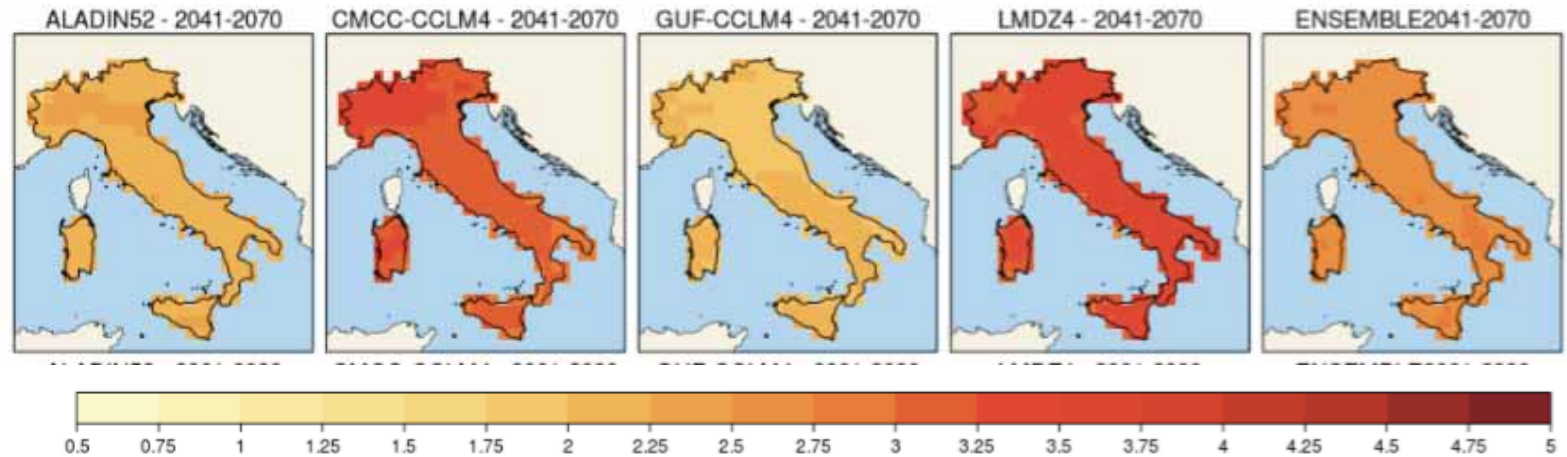 ALADIN52 - 2041-2070
CMCC-CCLM4 - 2041-2070
GUF-CCLM4 - 2041-2070
LMDZ4 - 2041-2070
ENSEMBLE2041-2070
0.5 0.75 1 1.25 1.5 1.75 2 2.25 2.5 2.75 3 3.25 3.5 3.75 4 4.25 4.5 4.75 5